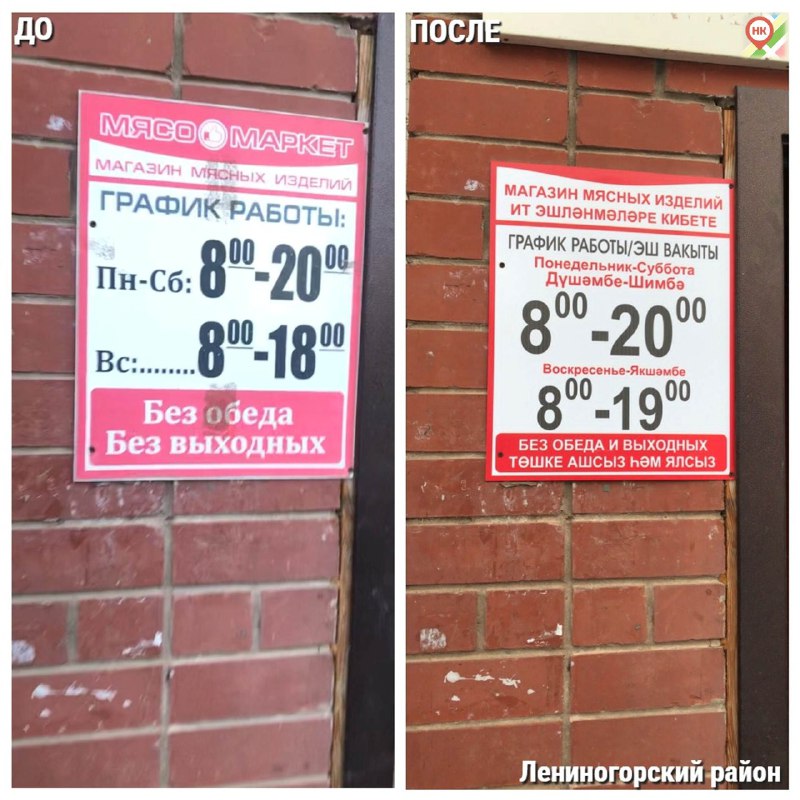 ДО
МЯСО МАРКЕТ
МАГАЗИН МЯСНЫХ ИЗДЕЛИЙ
ГРАФИК РАБОТЫ:
Пн-Сб: 8⁰⁰-20⁰⁰
Вс:........8⁰⁰-18⁰⁰
Без обеда
Без выходных
ПОСЛЕ
НК
МАГАЗИН МЯСНЫХ ИЗДЕЛИЙ
ИТ ЭШЛӘНМӘЛӘРЕ КИБЕТЕ
ГРАФИК РАБОТЫ/ЭШ ВАКЫТЫ
Понедельник-Суббота
Дүшәмбе-Шимбә
8⁰⁰-20⁰⁰
Воскресенье-Якшәмбе
8⁰⁰-19⁰⁰
БЕЗ ОБЕДА И ВЫХОДНЫХ
ТӨШКЕ АШСЫЗ ҺӘМ ЯЛСЫЗ
Лениногорский район